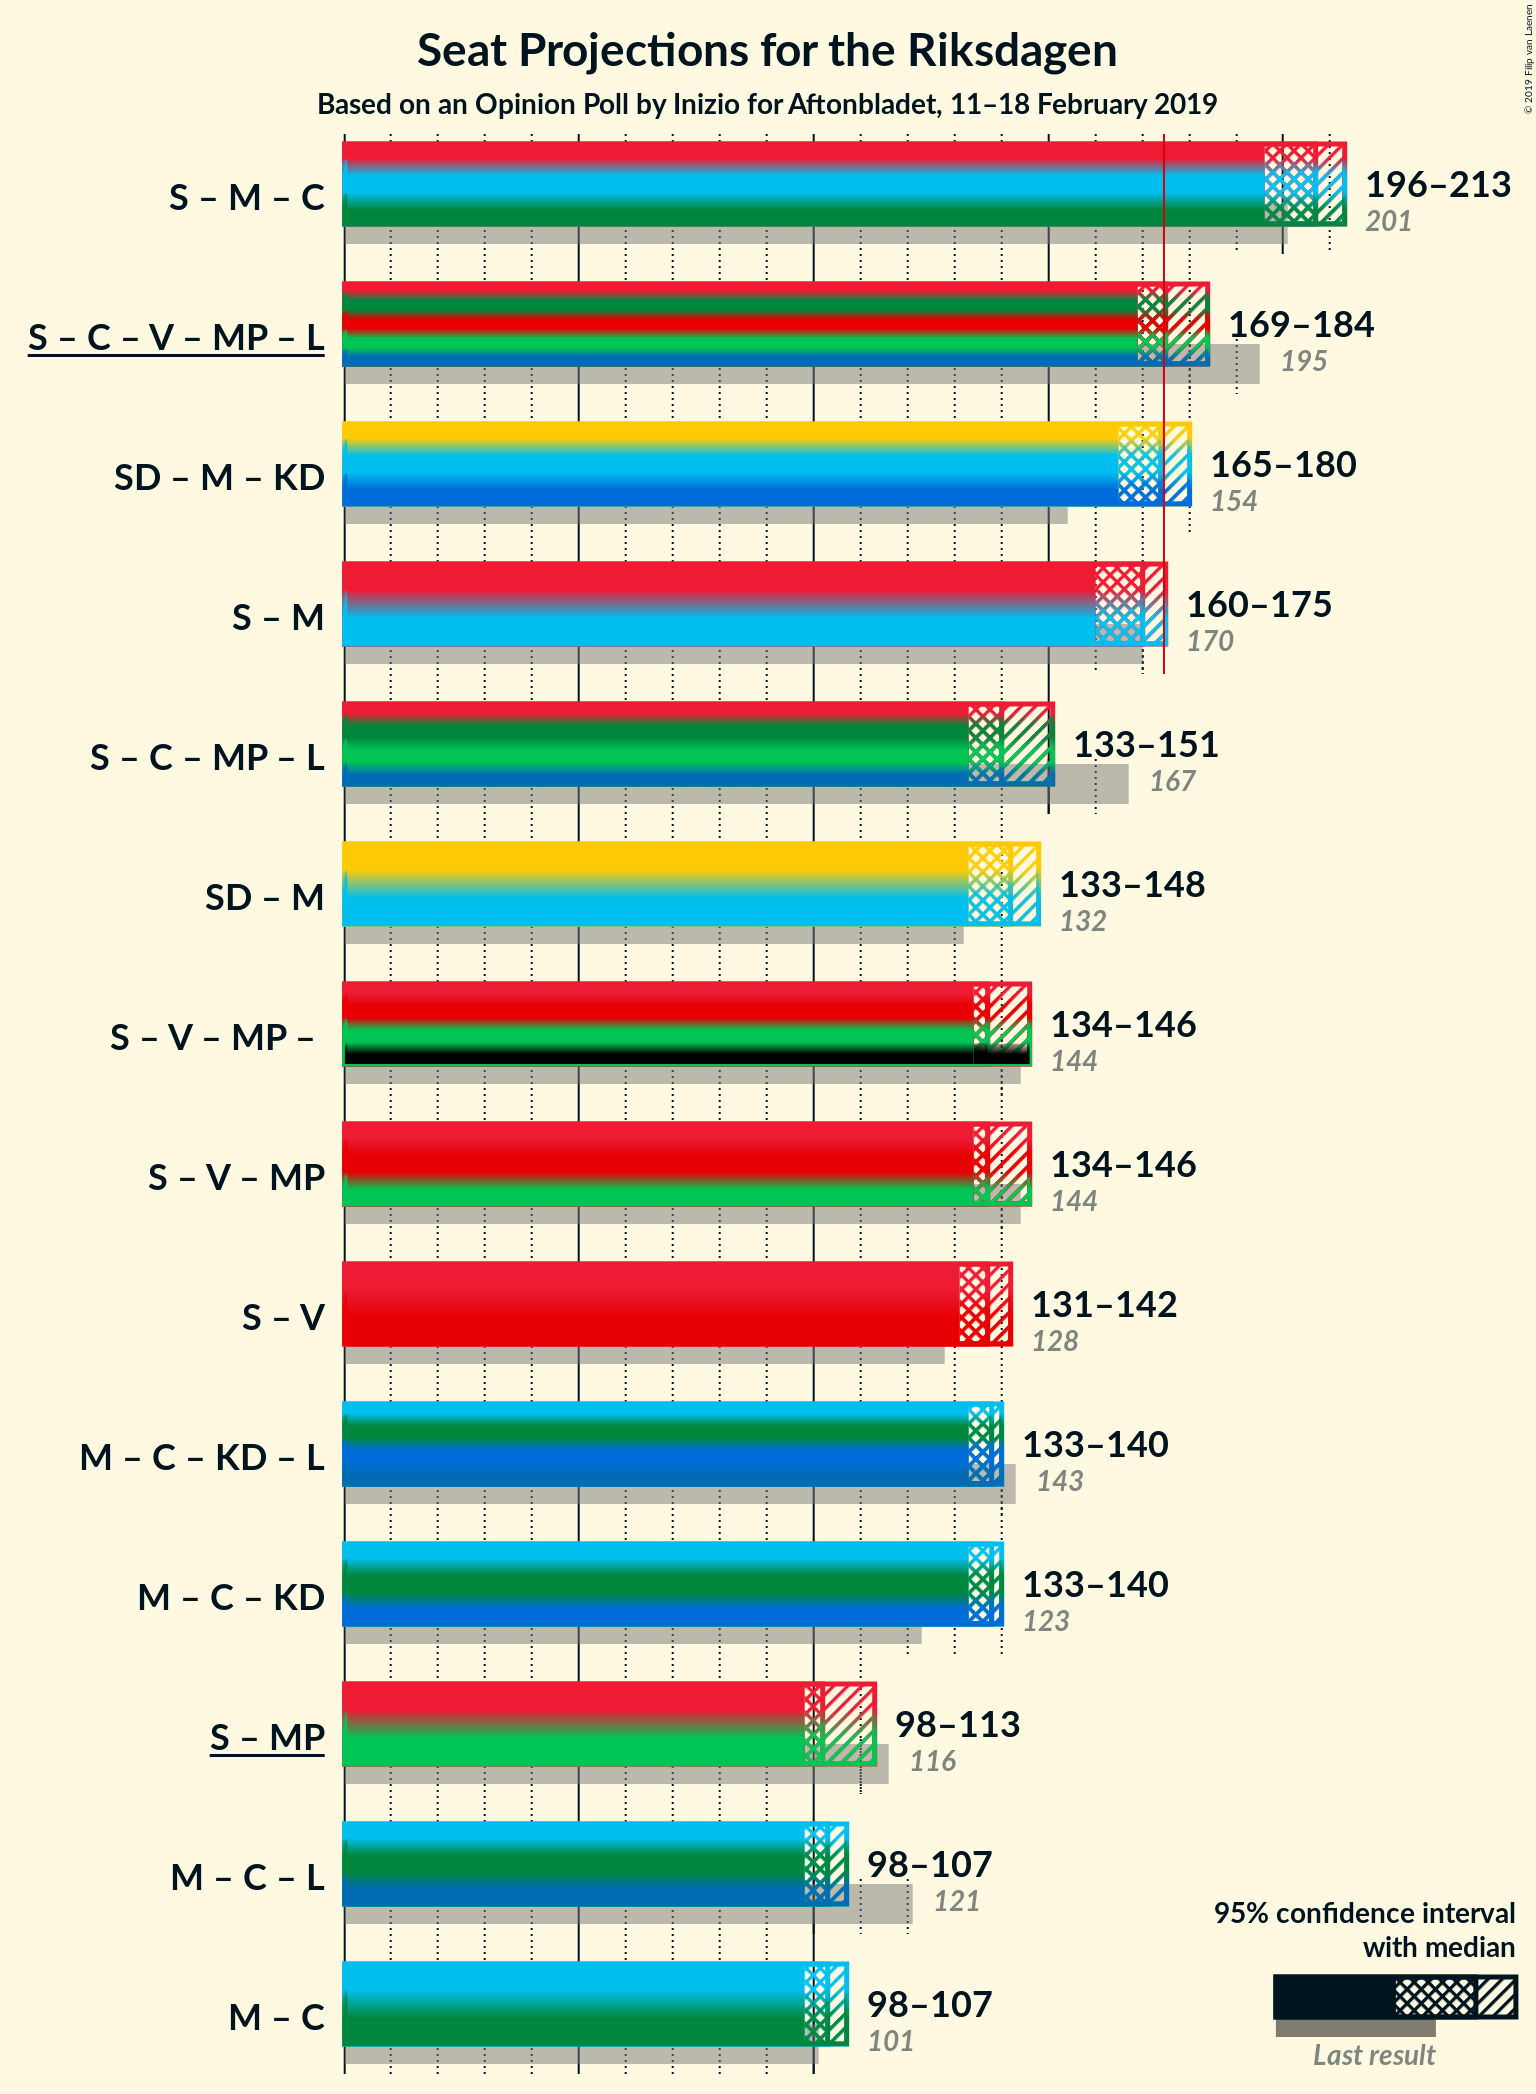 Seat Projections for the Riksdagen
Based on an Opinion Poll by Inizio for Aftonbladet, 11–18 February 2019
© 2019 Filip van Laenen
S – M – C
196–213
201
S – C – V – MP – L
169–184
195
SD – M – KD
165–180
154
S – M
160–175
170
S – C – MP – L
133–151
167
SD – M
133–148
132
S – V – MP –
134–146
144
S – V – MP
134–146
144
S – V
131–142
128
M – C – KD – L
133–140
143
M – C – KD
133–140
123
S – MP
98–113
116
M – C – L
98–107
121
M – C
98–107
101
95% confidence interval
with median
Last result